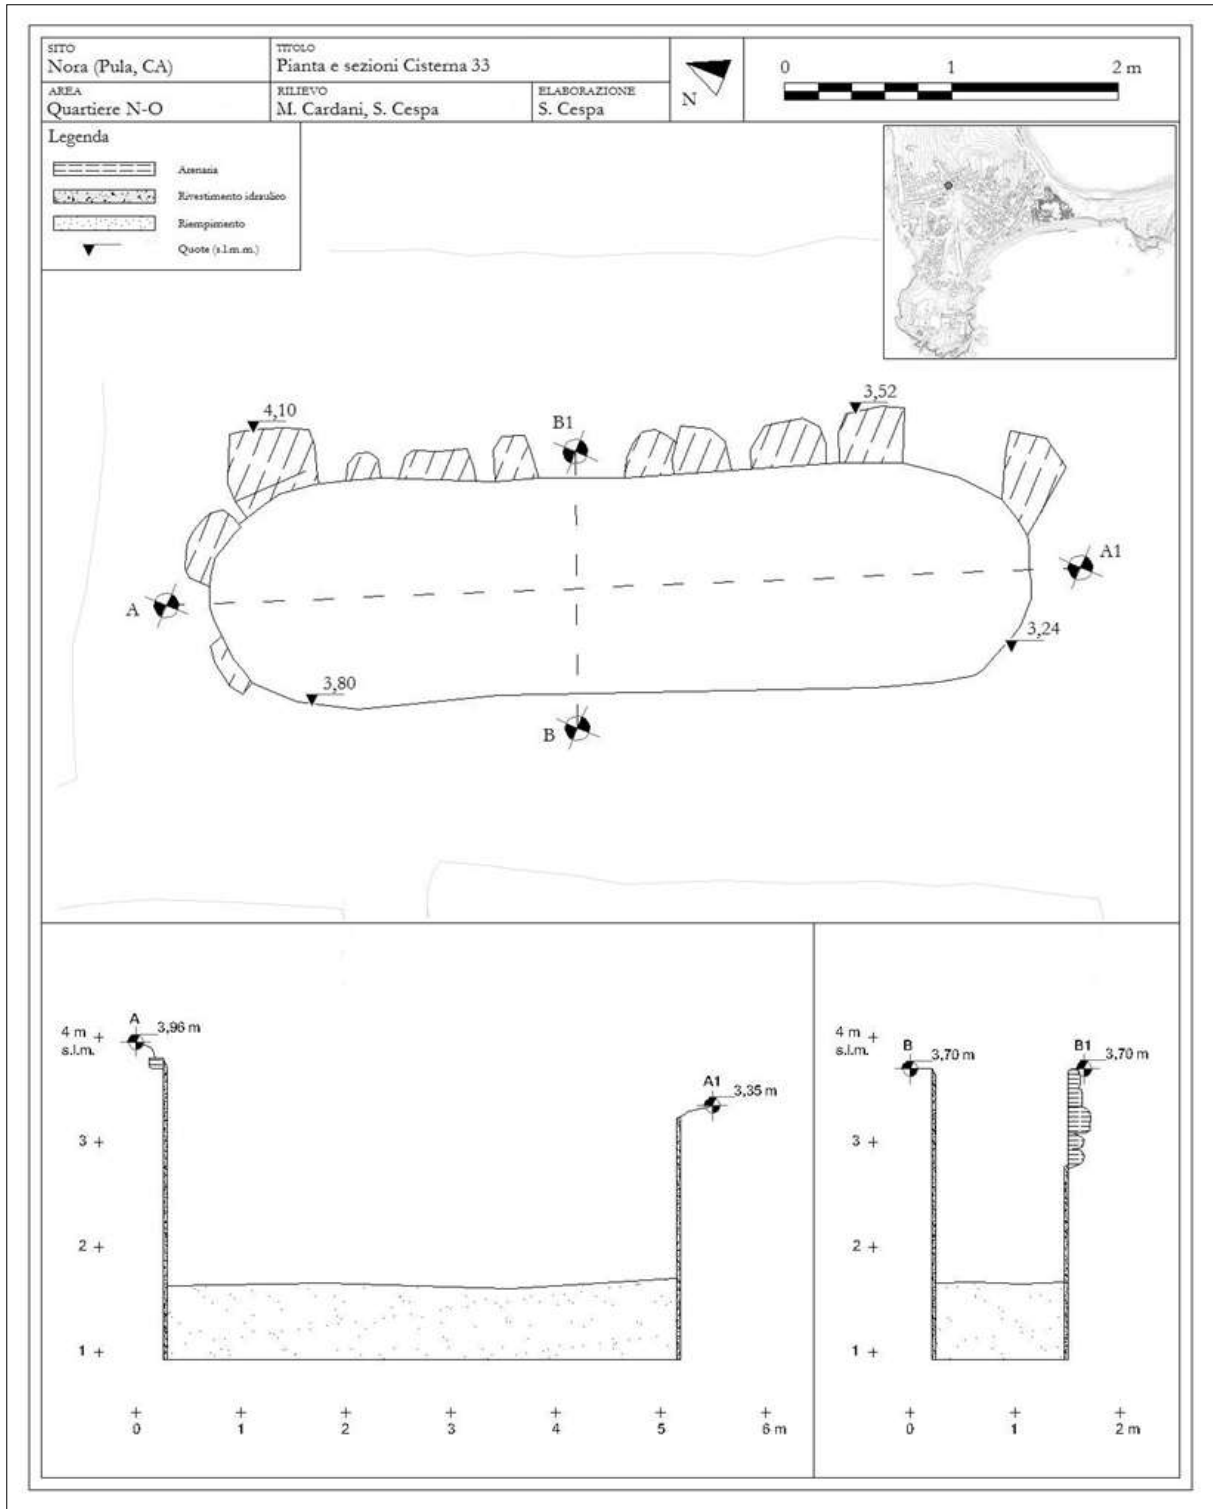 SITO
Nora (Pula, CA)
TITOLO
Pianta e sezioni Cisterna 33
AREA
Quartiere N-O
RILIEVO
M. Cardani, S. Cespa
ELABORAZIONE
S. Cespa
N
0 1 2 m
Legenda
Arenaria
Rivestimento idraulico
Riempimento
Quote (s.l.m.m.)
4,10
3,52
B1
A1
A
3,24
3,80
B
A
3,96 m
4 m
s.l.m.
A1
3,35 m
3
2
1
0 1 2 3 4 5 6 m
4 m
s.l.m.
B
3,70 m
B1
3,70 m
3
2
1
0 1 2 m